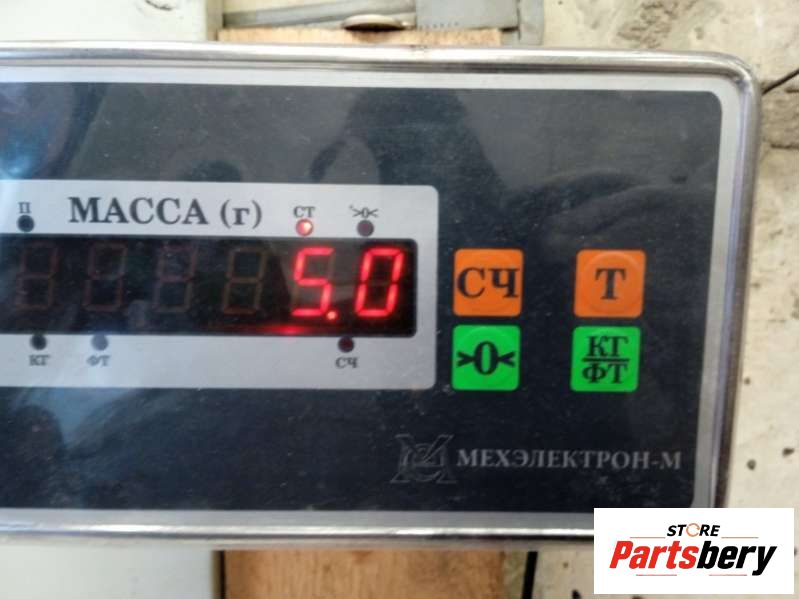 П МАССА (г) СТ >0<
5.0
КГ ФТ СЧ
СЧ Т
>0< КГ
ФТ
МЕХЭЛЕКТРОН-М
STORE
Partsbery